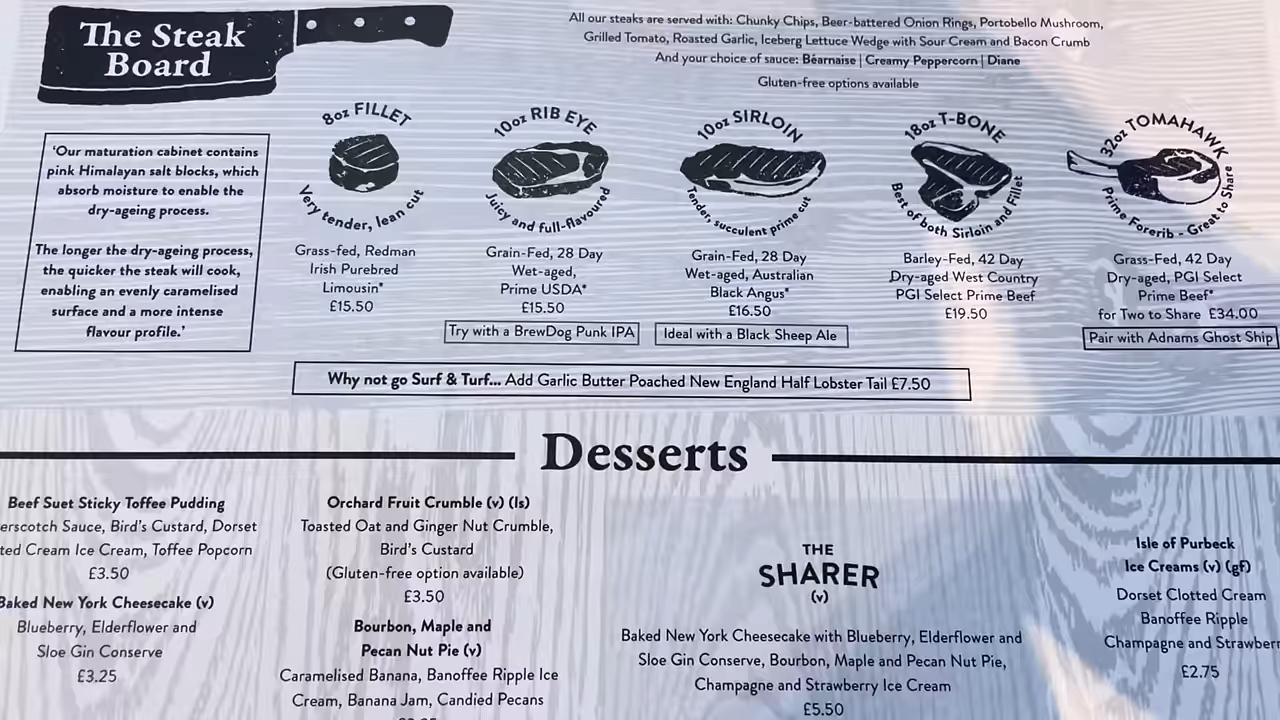 The Steak
Board
All our steaks are served with: Chunky Chips, Beer-battered Onion Rings, Portobello Mushroom,
Grilled Tomato, Roasted Garlic, Iceberg Lettuce Wedge with Sour Cream and Bacon Crumb
And your choice of sauce: Béarnaise | Creamy Peppercorn | Diane
Gluten-free options available
'Our maturation cabinet contains
pink Himalayan salt blocks, which
absorb moisture to enable the
dry-ageing process.
The longer the dry-ageing process,
the quicker the steak will cook,
enabling an evenly caramelised
surface and a more intense
flavour profile.'
8oz FILLET
Very tender, lean cut
Grass-fed, Redman
Irish Purebred
Limousin*
£15.50
10oz RIB EYE
Juicy and full-flavoured
Grain-Fed, 28 Day
Wet-aged,
Prime USDA*
£15.50
Try with a BrewDog Punk IPA
10oz SIRLOIN
Tender, succulent prime cut
Grain-Fed, 28 Day
Wet-aged, Australian
Black Angus*
£16.50
Ideal with a Black Sheep Ale
18oz T-BONE
Best of both Sirloin and Fillet
Barley-Fed, 42 Day
Dry-aged West Country
PGI Select Prime Beef
£19.50
32oz TOMAHAWK
Prime Forerib - Great to Share
Grass-Fed, 42 Day
Dry-aged, PGI Select
Prime Beef*
for Two to Share £34.00
Pair with Adnams Ghost Ship
Why not go Surf & Turf... Add Garlic Butter Poached New England Half Lobster Tail £7.50
Desserts
Beef Suet Sticky Toffee Pudding
erscotch Sauce, Bird's Custard, Dorset
ted Cream Ice Cream, Toffee Popcorn
£3.50
Baked New York Cheesecake (v)
Blueberry, Elderflower and
Sloe Gin Conserve
£3.25
Orchard Fruit Crumble (v) (ls)
Toasted Oat and Ginger Nut Crumble,
Bird's Custard
(Gluten-free option available)
£3.50
Bourbon, Maple and
Pecan Nut Pie (v)
Caramelised Banana, Banoffee Ripple Ice
Cream, Banana Jam, Candied Pecans
THE
SHARER
(v)
Baked New York Cheesecake with Blueberry, Elderflower and
Sloe Gin Conserve, Bourbon, Maple and Pecan Nut Pie,
Champagne and Strawberry Ice Cream
£5.50
Isle of Purbeck
Ice Creams (v) (gf)
Dorset Clotted Cream
Banoffee Ripple
Champagne and Strawberr
£2.75